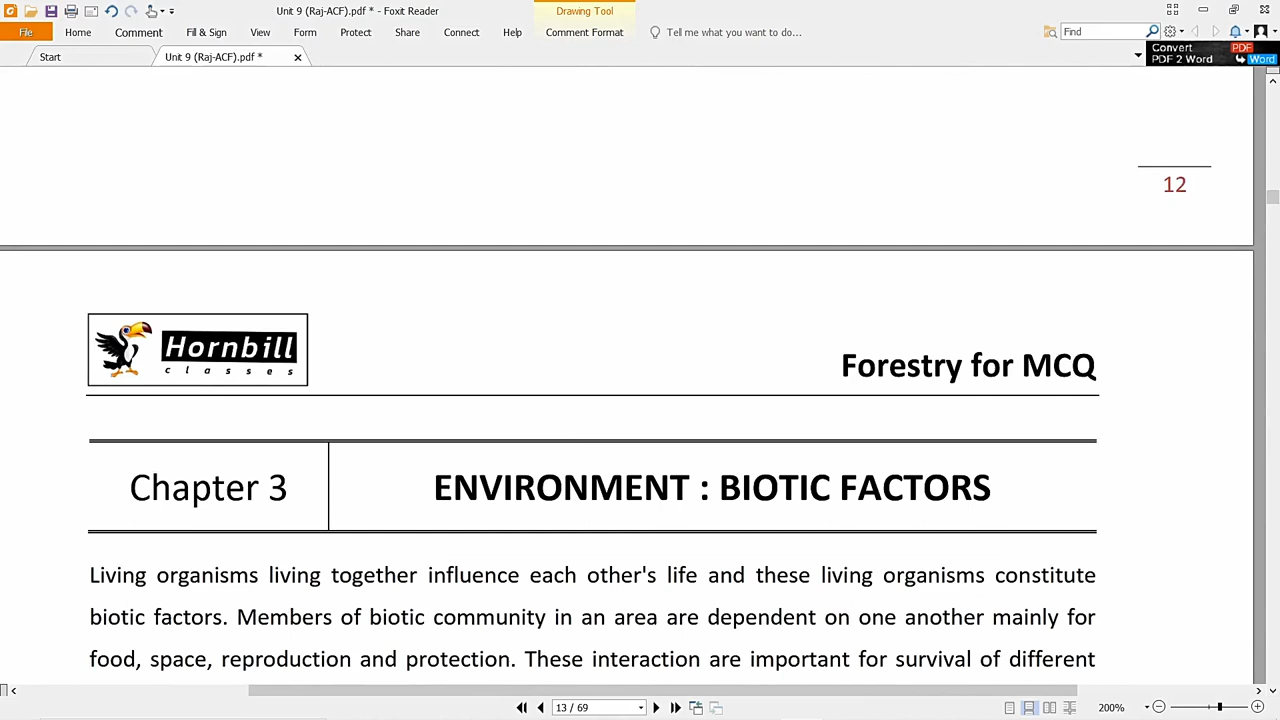 Unit 9 (Raj-ACF).pdf * - Foxit Reader
Drawing Tool
File Home Comment Fill & Sign View Form Protect Share Connect Help Comment Format Tell me what you want to do... Find
Start Unit 9 (Raj-ACF).pdf *
Convert PDF
PDF 2 Word Word
12
Hornbill
classes
Forestry for MCQ
Chapter 3 ENVIRONMENT : BIOTIC FACTORS
Living organisms living together influence each other's life and these living organisms constitute
biotic factors. Members of biotic community in an area are dependent on one another mainly for
food, space, reproduction and protection. These interaction are important for survival of different
13 / 69 200%